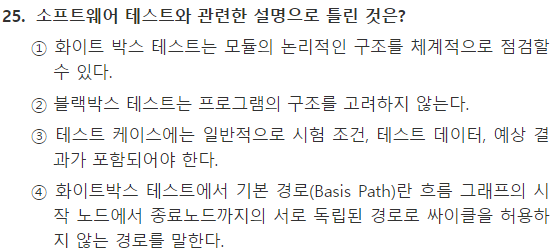 25. 소프트웨어 테스트와 관련한 설명으로 틀린 것은?
① 화이트 박스 테스트는 모듈의 논리적인 구조를 체계적으로 점검할
수 있다.
② 블랙박스 테스트는 프로그램의 구조를 고려하지 않는다.
③ 테스트 케이스에는 일반적으로 시험 조건, 테스트 데이터, 예상 결
과가 포함되어야 한다.
④ 화이트박스 테스트에서 기본 경로(Basis Path)란 흐름 그래프의 시
작 노드에서 종료노드까지의 서로 독립된 경로로 싸이클을 허용하
지 않는 경로를 말한다.